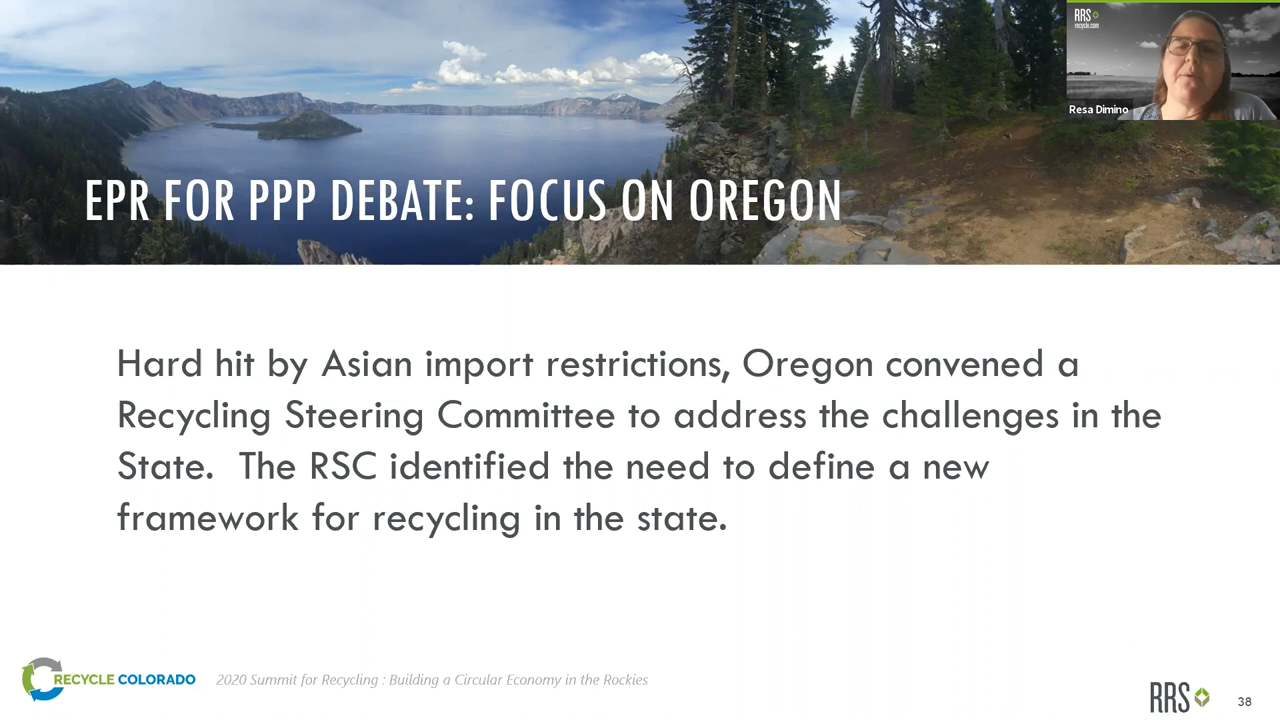 RRS
recycle.com
Resa Dimino
EPR FOR PPP DEBATE: FOCUS ON OREGON
Hard hit by Asian import restrictions, Oregon convened a
Recycling Steering Committee to address the challenges in the
State.  The RSC identified the need to define a new
framework for recycling in the state.
RECYCLE COLORADO
2020 Summit for Recycling : Building a Circular Economy in the Rockies
RRS
38